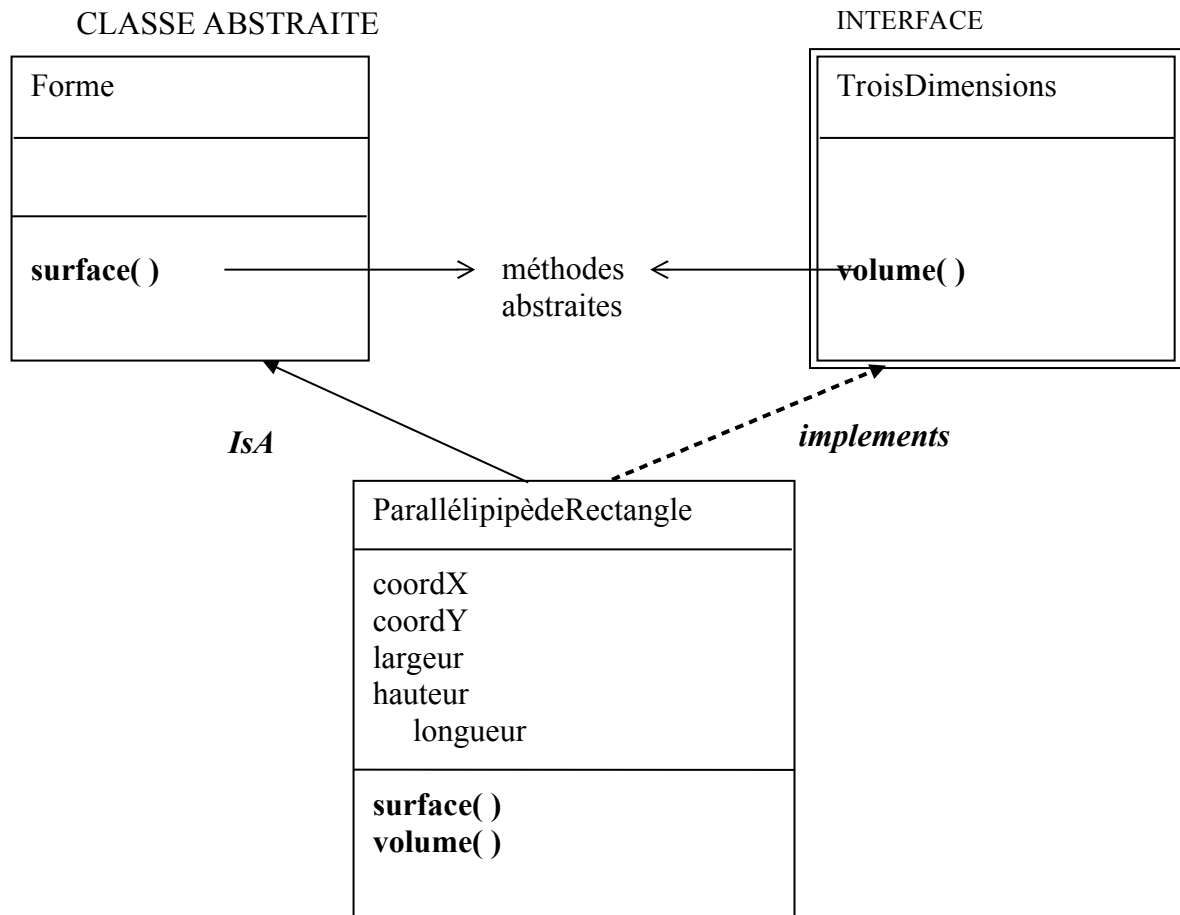 CLASSE ABSTRAITE
INTERFACE
Forme
TroisDimensions
surface( )
méthodes
abstraites
volume( )
IsA
implements
ParallélipipèdeRectangle
coordX
coordY
largeur
hauteur
longueur
surface( )
volume( )